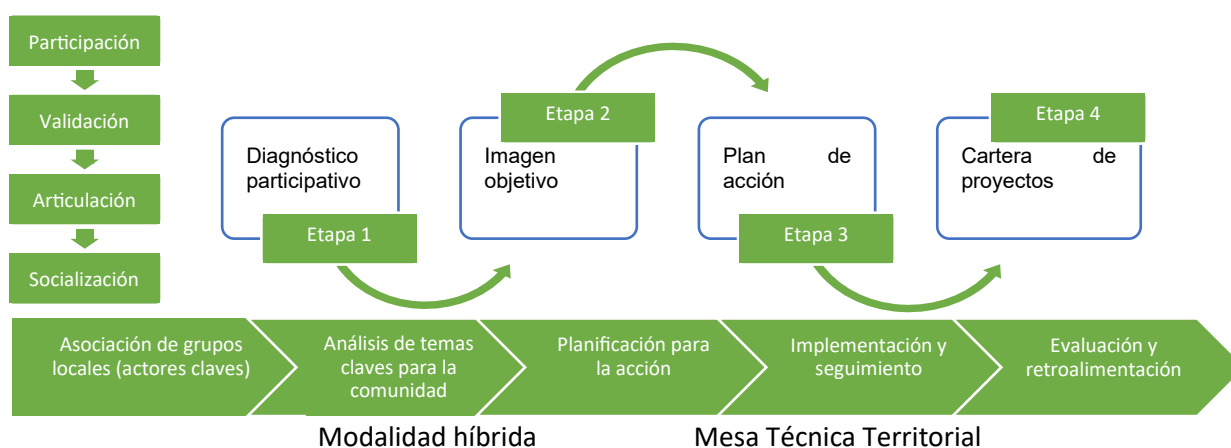 Participación
Validación
Articulación
Socialización
Diagnóstico
participativo
Etapa 1
Etapa 2
Imagen
objetivo
Plan de
acción
Etapa 3
Etapa 4
Cartera de
proyectos
Asociación de grupos
locales (actores claves)
Análisis de temas
claves para la
comunidad
Planificación para
la acción
Implementación y
seguimiento
Evaluación y
retroalimentación
Modalidad híbrida
Mesa Técnica Territorial